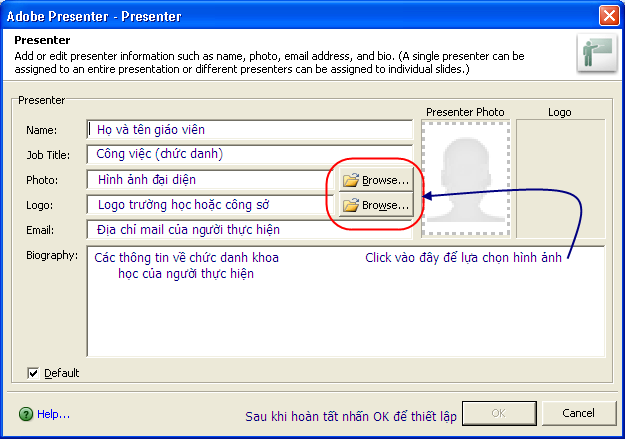 Adobe Presenter - Presenter
Presenter
Add or edit presenter information such as name, photo, email address, and bio. (A single presenter can be
assigned to an entire presentation or different presenters can be assigned to individual slides.)
Presenter
Presenter Photo
Logo
Name:
Họ và tên giáo viên
Job Title:
Công việc (chức danh)
Photo:
Hình ảnh đại diện
Browse...
Logo:
Logo trường học hoặc công sở
Browse...
Email:
Địa chỉ mail của người thực hiện
Biography:
Các thông tin về chức danh khoa
học của người thực hiện
Click vào đây để lựa chọn hình ảnh
Default
Help...
Sau khi hoàn tất nhấn OK để thiết lập
OK
Cancel